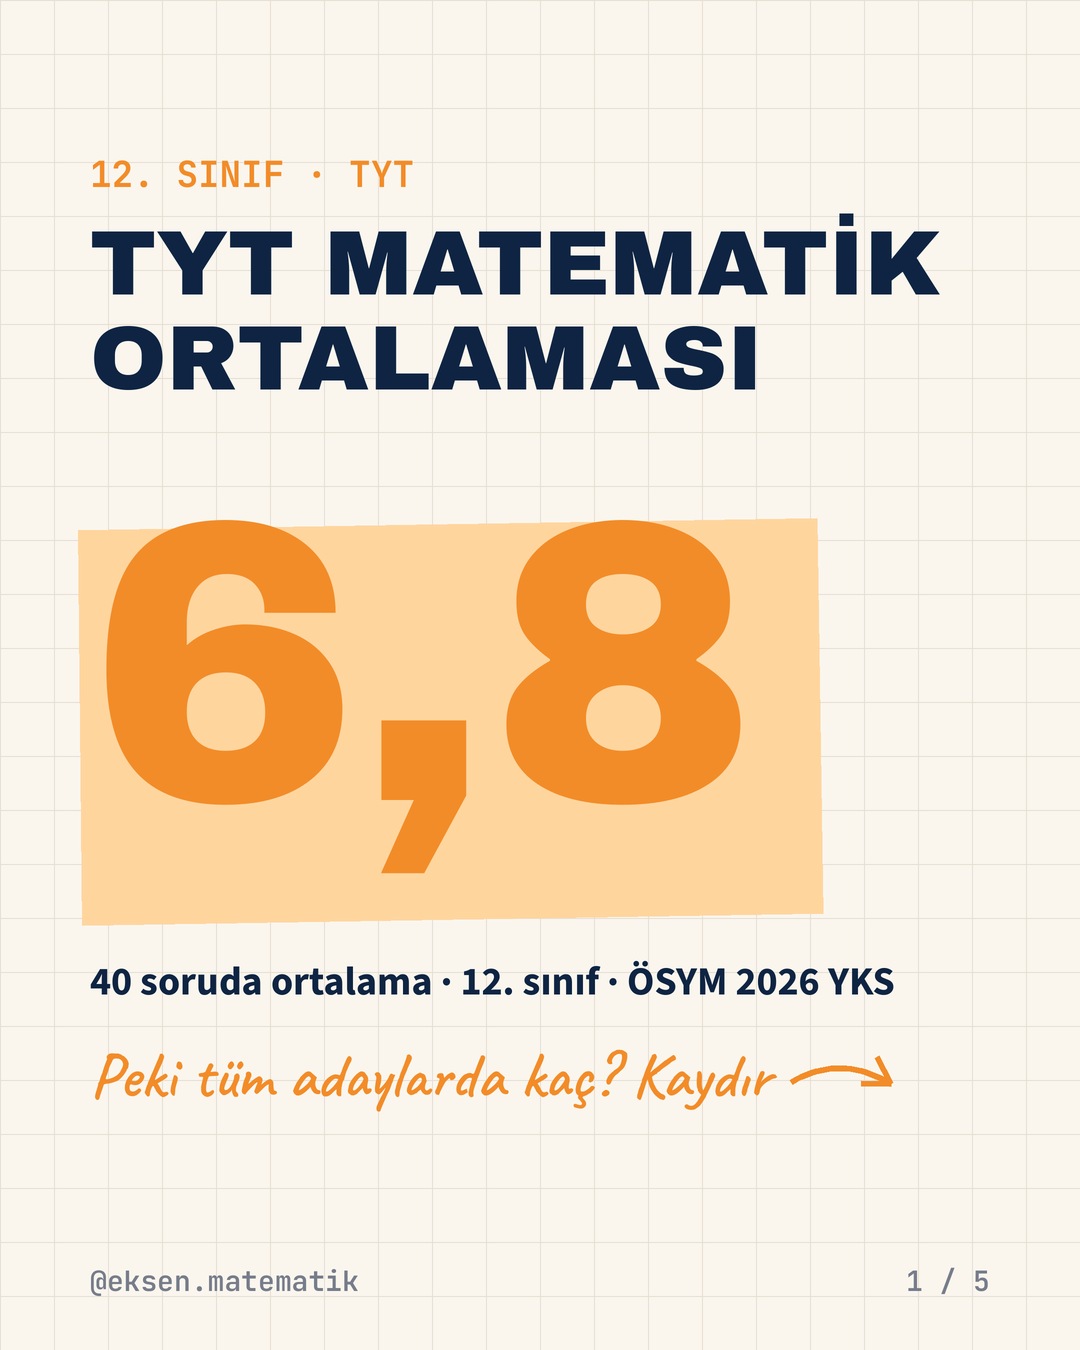 12. SINIF · TYT
TYT MATEMATİK
ORTALAMASI
6,8
40 soruda ortalama · 12. sınıf · ÖSYM 2026 YKS
Peki tüm adaylarda kaç? Kaydır
@eksen.matematik
1 / 5